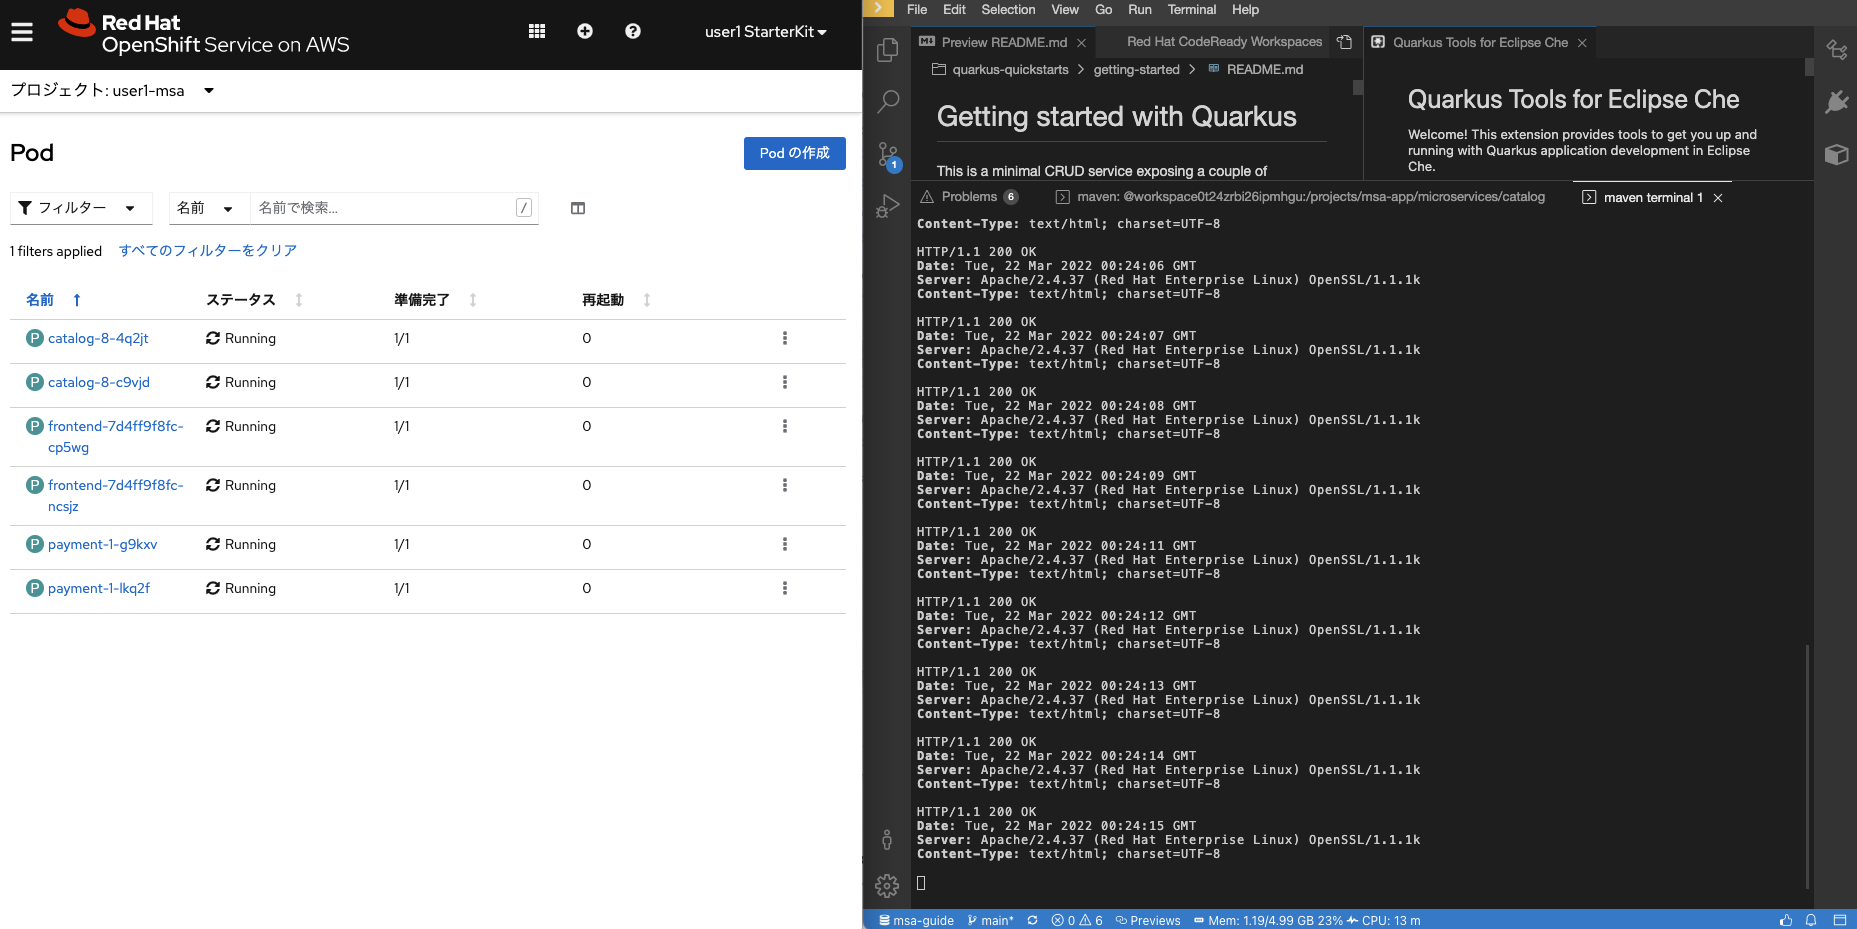 Red Hat
OpenShift Service on AWS
user1 StarterKit
プロジェクト: user1-msa
Pod
Pod の作成
フィルター
名前
名前で検索...
/
1 filters applied
すべてのフィルターをクリア
名前 ステータス 準備完了 再起動
P catalog-8-4q2jt Running 1/1 0
P catalog-8-c9vjd Running 1/1 0
P frontend-7d4ff9f8fc-
cp5wg Running 1/1 0
P frontend-7d4ff9f8fc-
ncsjz Running 1/1 0
P payment-1-g9kxv Running 1/1 0
P payment-1-lkq2f Running 1/1 0
File Edit Selection View Go Run Terminal Help
Preview README.md
Red Hat CodeReady Workspaces
Quarkus Tools for Eclipse Che
quarkus-quickstarts > getting-started > README.md
Getting started with Quarkus
This is a minimal CRUD service exposing a couple of
Quarkus Tools for Eclipse Che
Welcome! This extension provides tools to get you up and
running with Quarkus application development in Eclipse
Che.
1
Problems 6
maven: @workspace0t24zrbi26ipmhgu:/projects/msa-app/microservices/catalog
maven terminal 1
Content-Type: text/html; charset=UTF-8
HTTP/1.1 200 OK
Date: Tue, 22 Mar 2022 00:24:06 GMT
Server: Apache/2.4.37 (Red Hat Enterprise Linux) OpenSSL/1.1.1k
Content-Type: text/html; charset=UTF-8
HTTP/1.1 200 OK
Date: Tue, 22 Mar 2022 00:24:07 GMT
Server: Apache/2.4.37 (Red Hat Enterprise Linux) OpenSSL/1.1.1k
Content-Type: text/html; charset=UTF-8
HTTP/1.1 200 OK
Date: Tue, 22 Mar 2022 00:24:08 GMT
Server: Apache/2.4.37 (Red Hat Enterprise Linux) OpenSSL/1.1.1k
Content-Type: text/html; charset=UTF-8
HTTP/1.1 200 OK
Date: Tue, 22 Mar 2022 00:24:09 GMT
Server: Apache/2.4.37 (Red Hat Enterprise Linux) OpenSSL/1.1.1k
Content-Type: text/html; charset=UTF-8
HTTP/1.1 200 OK
Date: Tue, 22 Mar 2022 00:24:11 GMT
Server: Apache/2.4.37 (Red Hat Enterprise Linux) OpenSSL/1.1.1k
Content-Type: text/html; charset=UTF-8
HTTP/1.1 200 OK
Date: Tue, 22 Mar 2022 00:24:12 GMT
Server: Apache/2.4.37 (Red Hat Enterprise Linux) OpenSSL/1.1.1k
Content-Type: text/html; charset=UTF-8
HTTP/1.1 200 OK
Date: Tue, 22 Mar 2022 00:24:13 GMT
Server: Apache/2.4.37 (Red Hat Enterprise Linux) OpenSSL/1.1.1k
Content-Type: text/html; charset=UTF-8
HTTP/1.1 200 OK
Date: Tue, 22 Mar 2022 00:24:14 GMT
Server: Apache/2.4.37 (Red Hat Enterprise Linux) OpenSSL/1.1.1k
Content-Type: text/html; charset=UTF-8
HTTP/1.1 200 OK
Date: Tue, 22 Mar 2022 00:24:15 GMT
Server: Apache/2.4.37 (Red Hat Enterprise Linux) OpenSSL/1.1.1k
Content-Type: text/html; charset=UTF-8
msa-guide main* 0 6 Previews Mem: 1.19/4.99 GB 23% CPU: 13 m